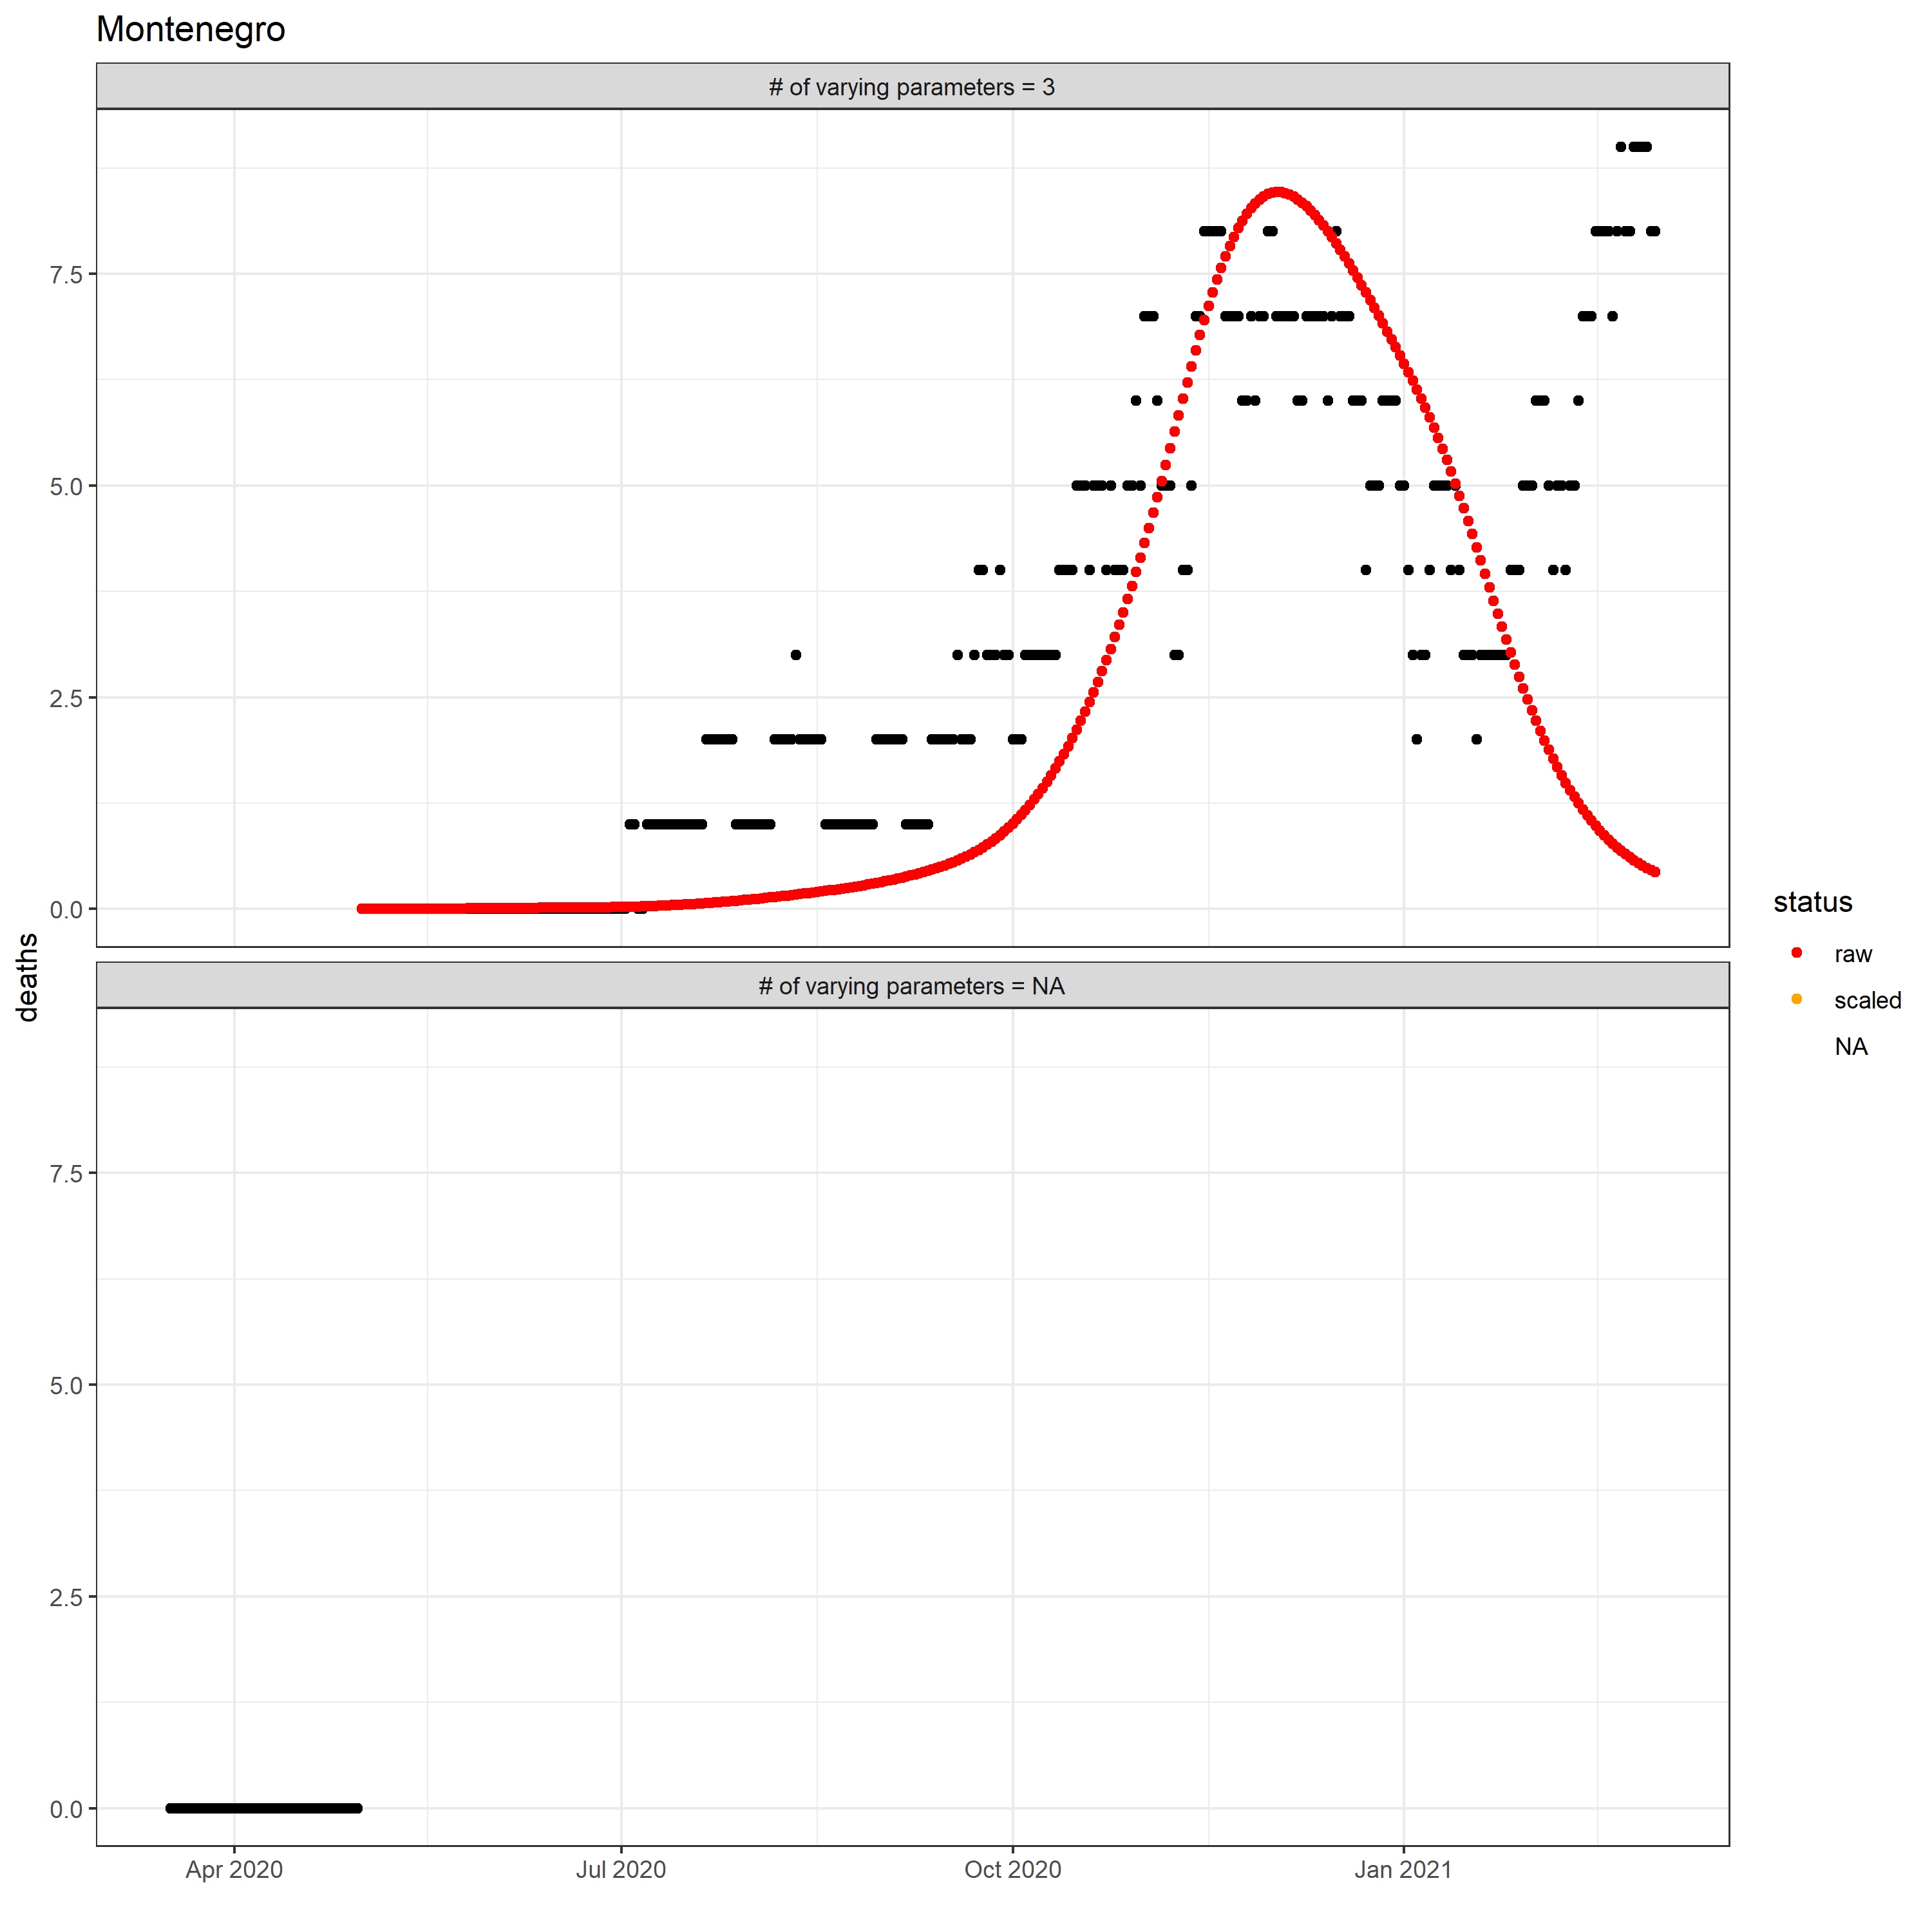 Montenegro
# of varying parameters = 3
7.5
5.0
2.5
0.0
deaths
# of varying parameters = NA
7.5
5.0
2.5
0.0
Apr 2020
Jul 2020
Oct 2020
Jan 2021
status
raw
scaled
NA